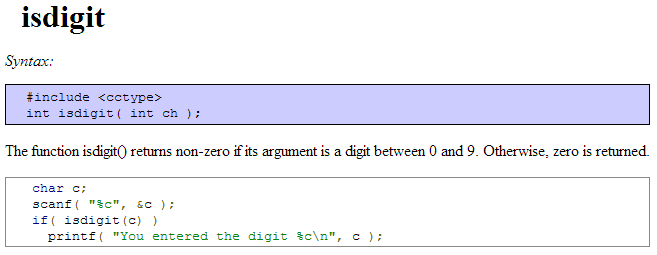 isdigit
Syntax:
#include <cctype>
int isdigit( int ch );
The function isdigit() returns non-zero if its argument is a digit between 0 and 9. Otherwise, zero is returned.
char c;
scanf( "%c", &c );
if( isdigit(c) )
printf( "You entered the digit %c\n", c );